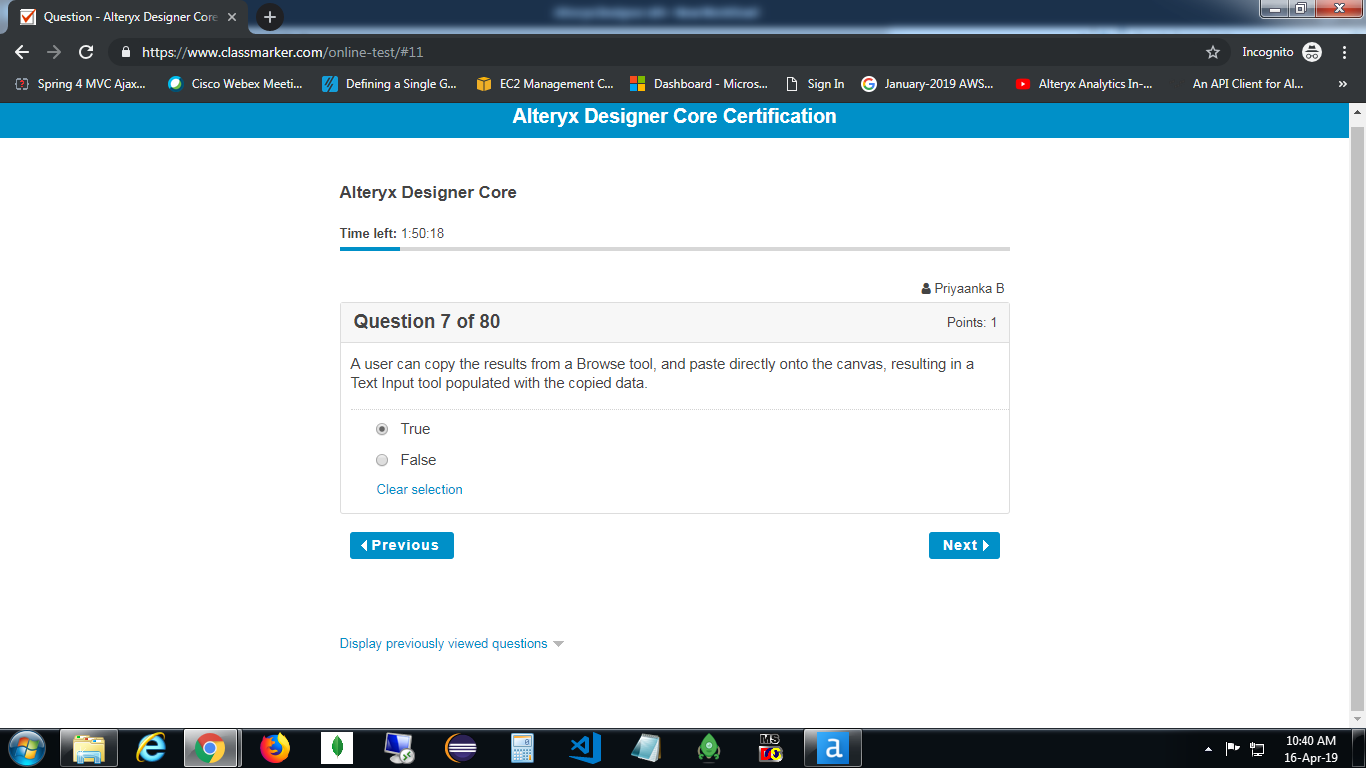 Question - Alteryx Designer Core
https://www.classmarker.com/online-test/#11
Incognito
Spring 4 MVC Ajax...
Cisco Webex Meeti...
Defining a Single G...
EC2 Management C...
Dashboard - Micros...
Sign In
January-2019 AWS...
Alteryx Analytics In-...
An API Client for Al...
»
Alteryx Designer Core Certification
Alteryx Designer Core
Time left: 1:50:18
Priyaanka B
Question 7 of 80
Points: 1
A user can copy the results from a Browse tool, and paste directly onto the canvas, resulting in a
Text Input tool populated with the copied data.
True
False
Clear selection
Previous
Next
Display previously viewed questions
MS
a
10:40 AM
16-Apr-19